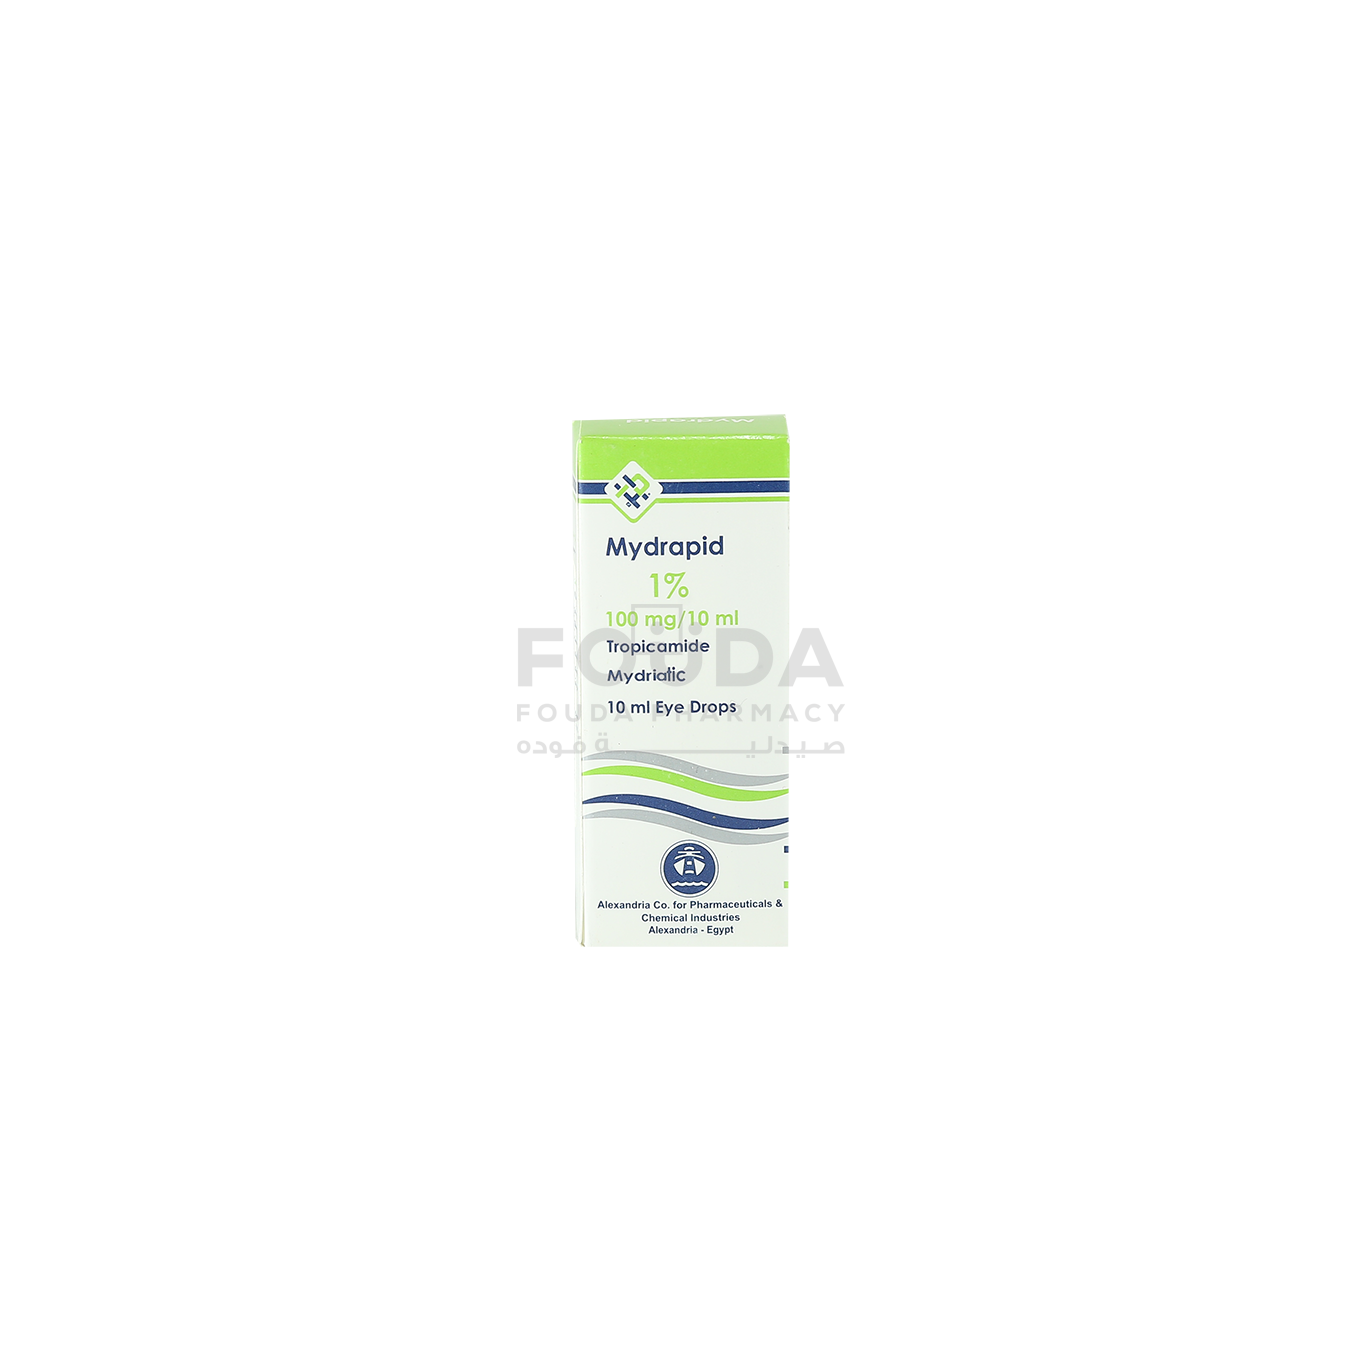 Mydrapid
Mydrapid
1%
100 mg/10 ml
Tropicamide
FOUDA
Mydriatic
10 ml Eye Drops
FOUDA PHARMACY
صيدلية فوده
Alexandria Co. for Pharmaceuticals &
Chemical Industries
Alexandria - Egypt